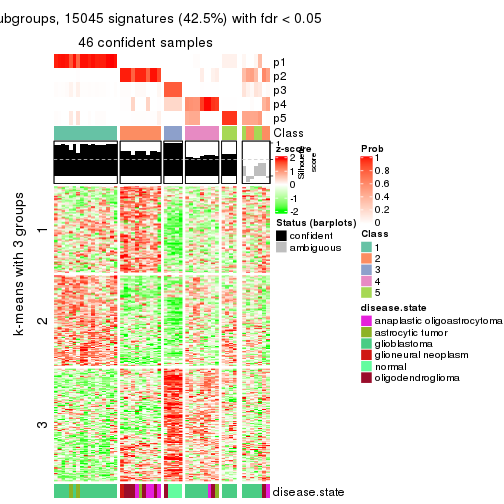 ubgroups, 15045 signatures (42.5%) with fdr < 0.05
46 confident samples
p1
p2
p3
p4
p5
Class
1
z-score
2
1
0
-1
-2
Silhouette
score
Prob
1
0.8
0.6
0.4
0.2
0
Status (barplots)
confident
ambiguous
Class
1
2
3
4
5
disease.state
anaplastic oligoastrocytoma
astrocytic tumor
glioblastoma
glioneural neoplasm
normal
oligodendroglioma
k-means with 3 groups
1
2
3
disease.state